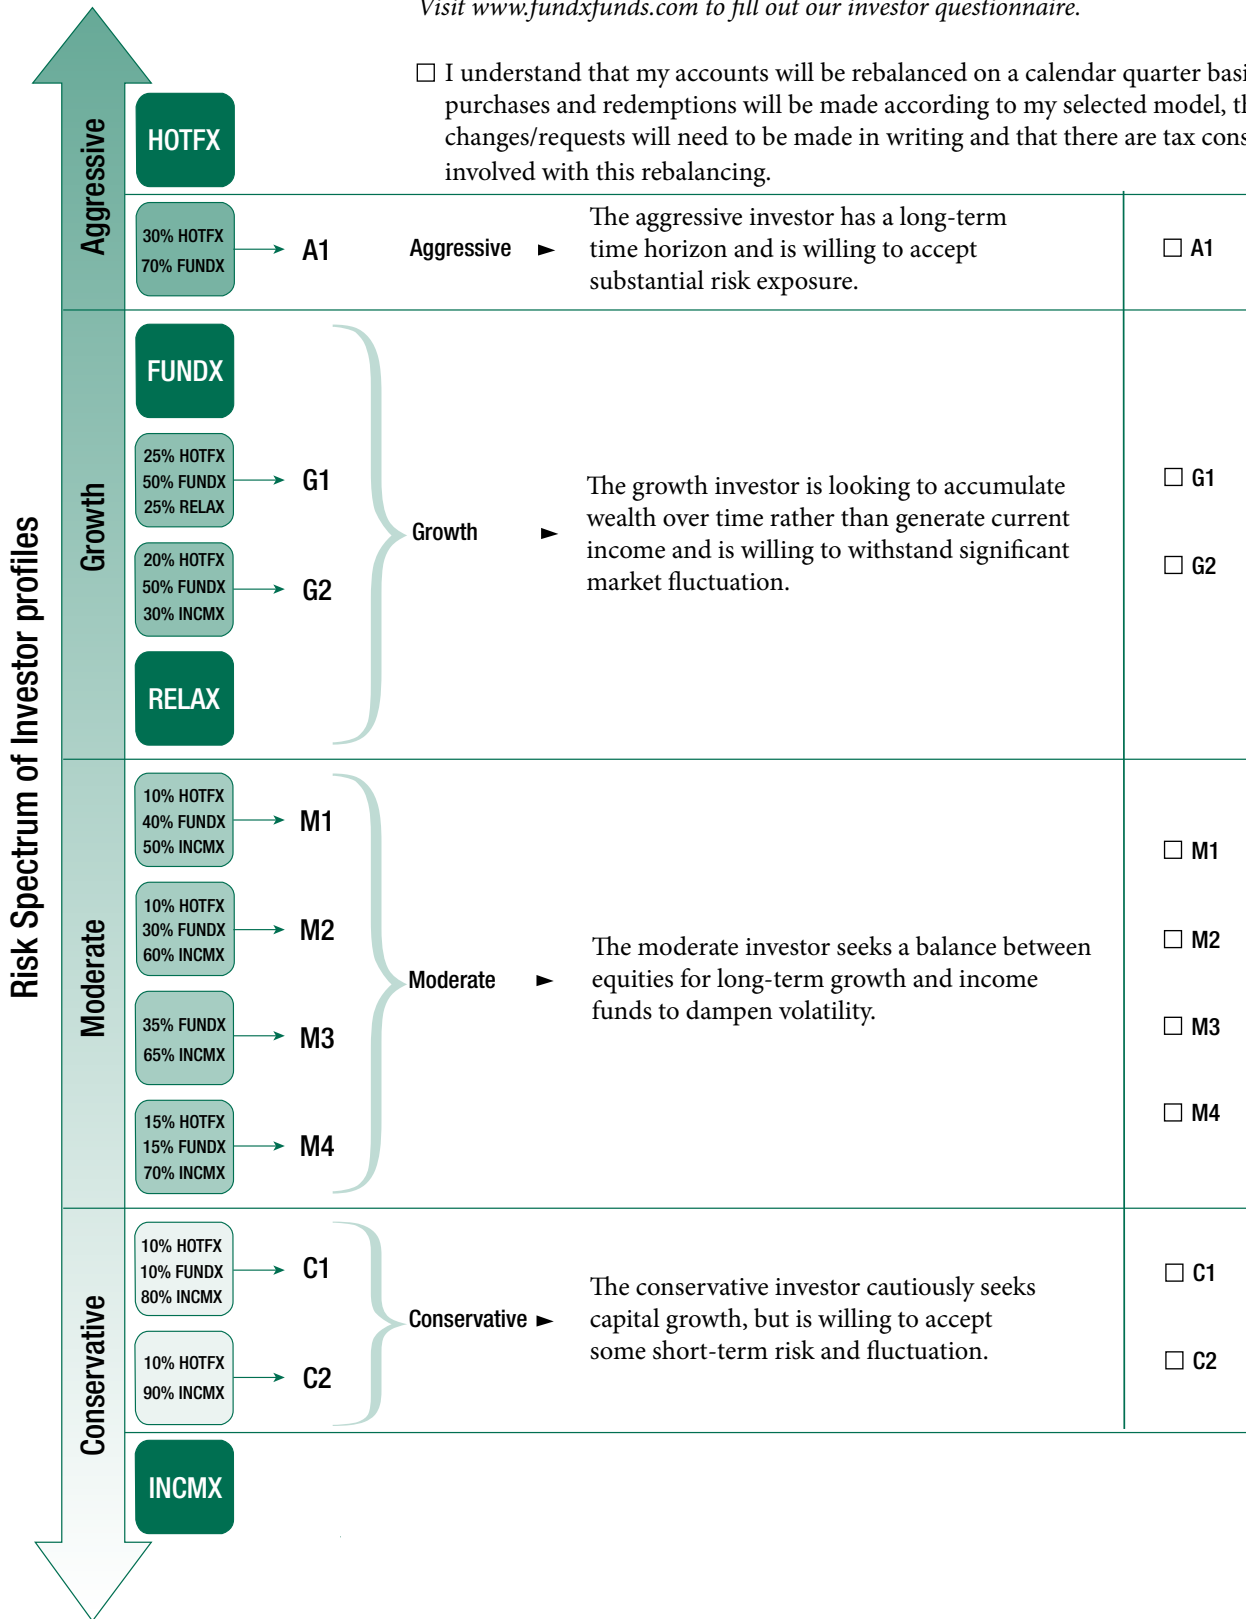 Visit www.fundxfunds.com to fill out our investor questionnaire.
I understand that my accounts will be rebalanced on a calendar quarter basi
purchases and redemptions will be made according to my selected model, th
changes/requests will need to be made in writing and that there are tax cons
involved with this rebalancing.
Risk Spectrum of Investor profiles
Aggressive
HOTFX
30% HOTFX
70% FUNDX
A1
Aggressive ►
The aggressive investor has a long-term
time horizon and is willing to accept
substantial risk exposure.
☐ A1
Growth
FUNDX
25% HOTFX
50% FUNDX
25% RELAX
G1
20% HOTFX
50% FUNDX
30% INCMX
G2
RELAX
Growth ►
The growth investor is looking to accumulate
wealth over time rather than generate current
income and is willing to withstand significant
market fluctuation.
☐ G1
☐ G2
Moderate
10% HOTFX
40% FUNDX
50% INCMX
M1
10% HOTFX
30% FUNDX
60% INCMX
M2
35% FUNDX
65% INCMX
M3
15% HOTFX
15% FUNDX
70% INCMX
M4
Moderate ►
The moderate investor seeks a balance between
equities for long-term growth and income
funds to dampen volatility.
☐ M1
☐ M2
☐ M3
☐ M4
Conservative
10% HOTFX
10% FUNDX
80% INCMX
C1
10% HOTFX
90% INCMX
C2
Conservative ►
The conservative investor cautiously seeks
capital growth, but is willing to accept
some short-term risk and fluctuation.
☐ C1
☐ C2
INCMX